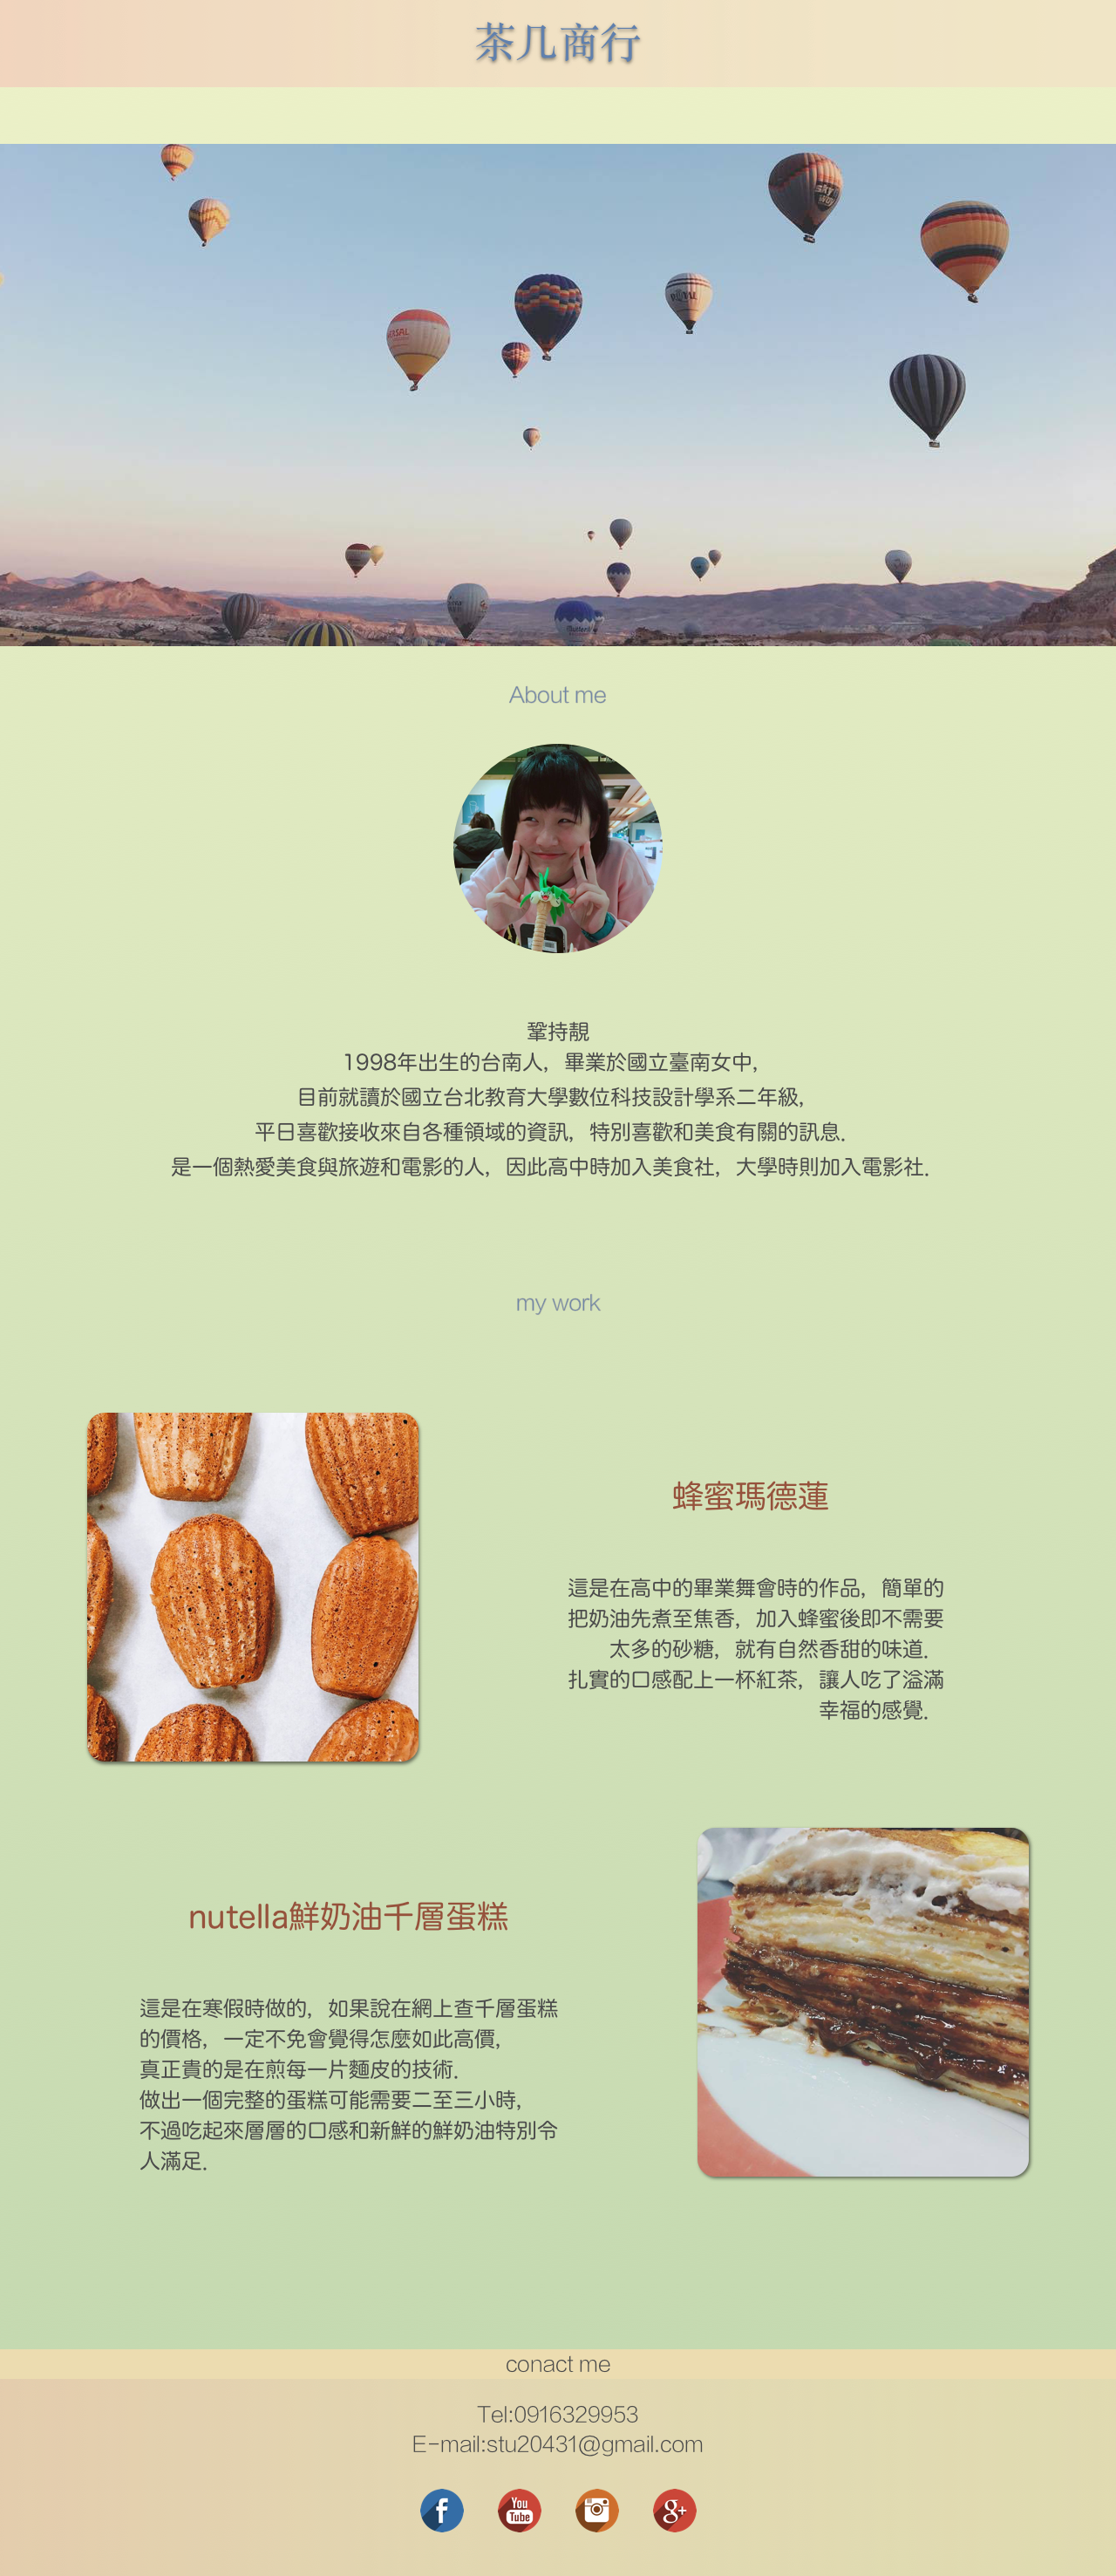 茶几商行
sky
ROYAL
ERSAL
About me
鞏持靚
1998年出生的台南人，畢業於國立臺南女中，
目前就讀於國立台北教育大學數位科技設計學系二年級，
平日喜歡接收來自各種領域的資訊，特別喜歡和美食有關的訊息．
是一個熱愛美食與旅遊和電影的人，因此高中時加入美食社，大學時則加入電影社．
my work
蜂蜜瑪德蓮
這是在高中的畢業舞會時的作品，簡單的
把奶油先煮至焦香，加入蜂蜜後即不需要
太多的砂糖，就有自然香甜的味道．
扎實的口感配上一杯紅茶，讓人吃了溢滿
幸福的感覺．
nutella鮮奶油千層蛋糕
這是在寒假時做的，如果說在網上查千層蛋糕
的價格，一定不免會覺得怎麼如此高價，
真正貴的是在煎每一片麵皮的技術．
做出一個完整的蛋糕可能需要二至三小時，
不過吃起來層層的口感和新鮮的鮮奶油特別令
人滿足．
conact me
Tel:0916329953
E-mail:stu20431@gmail.com
f
You
Tube
g+